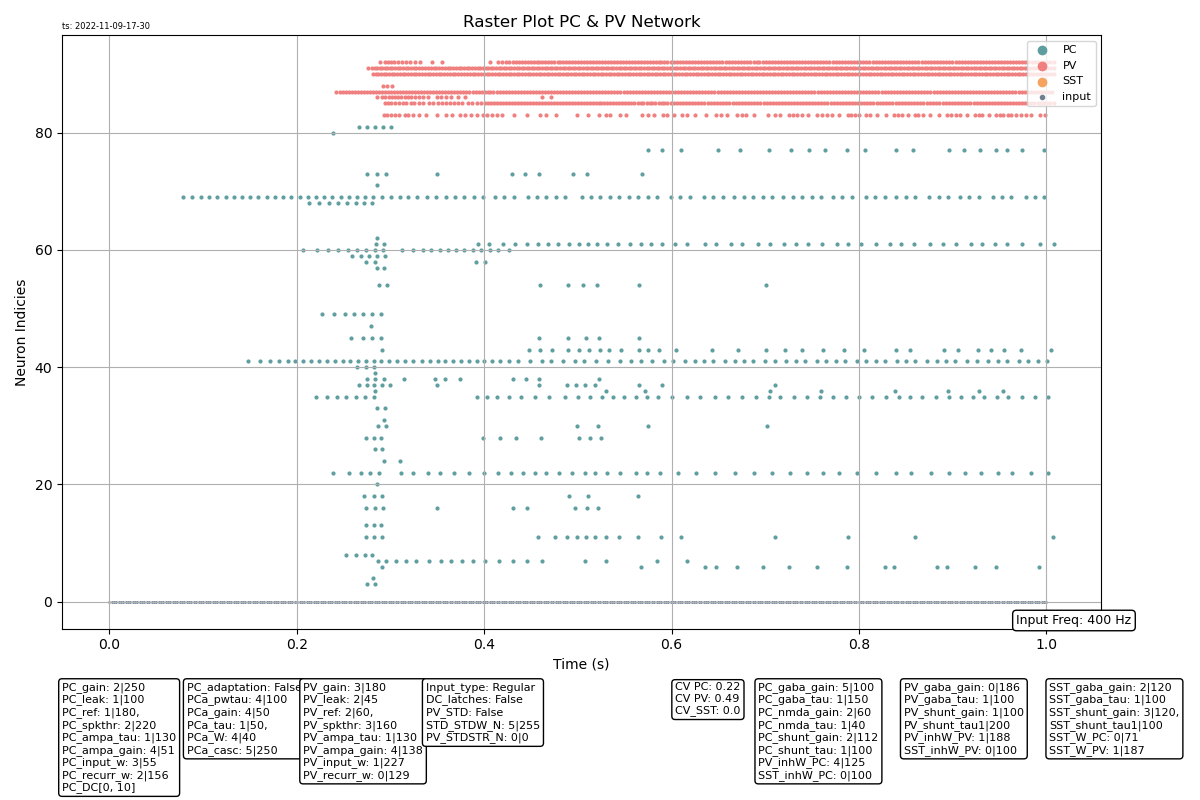 ts: 2022-11-09-17-30
Raster Plot PC & PV Network
PC
PV
SST
input
80
60
40
20
0
Neuron Indicies
0.0
0.2
0.4
0.6
0.8
1.0
Time (s)
Input Freq: 400 Hz
PC_gain: 2|250
PC_leak: 1|100
PC_ref: 1|180,
PC_spkthr: 2|220
PC_ampa_tau: 1|130
PC_ampa_gain: 4|51
PC_input_w: 3|55
PC_recurr_w: 2|156
PC_DC[0, 10]
PC_adaptation: False
PCa_pwtau: 4|100
PCa_gain: 4|50
PCa_tau: 1|50,
PCa_W: 4|40
PCa_casc: 5|250
PV_gain: 3|180
PV_leak: 2|45
PV_ref: 2|60,
PV_spkhr: 3|160
PV_ampa_tau: 1|130
PV_ampa_gain: 4|138
PV_input_w: 1|227
PV_recurr_w: 0|129
Input_type: Regular
DC_latches: False
PV_STD: False
STD_STDW_N: 5|255
PV_STDSTR_N: 0|0
CV PC: 0.22
CV PV: 0.49
CV_SST: 0.0
PC_gaba_gain: 5|100
PC_gaba_tau: 1|150
PC_nmda_gain: 2|60
PC_nmda_tau: 1|40
PC_shunt_gain: 2|112
PC_shunt_tau: 1|100
PV_inhW_PC: 4|125
SST_inhW_PC: 0|100
PV_gaba_gain: 0|186
PV_gaba_tau: 1|100
PV_shunt_gain: 1|100
PV_shunt_tau1|200
PV_inhW_PV: 1|188
SST_inhW_PV: 0|100
SST_gaba_gain: 2|120
SST_gaba_tau: 1|100
SST_shunt_gain: 3|120,
SST_shunt_tau1|100
SST_W_PC: 0|71
SST_W_PV: 1|187